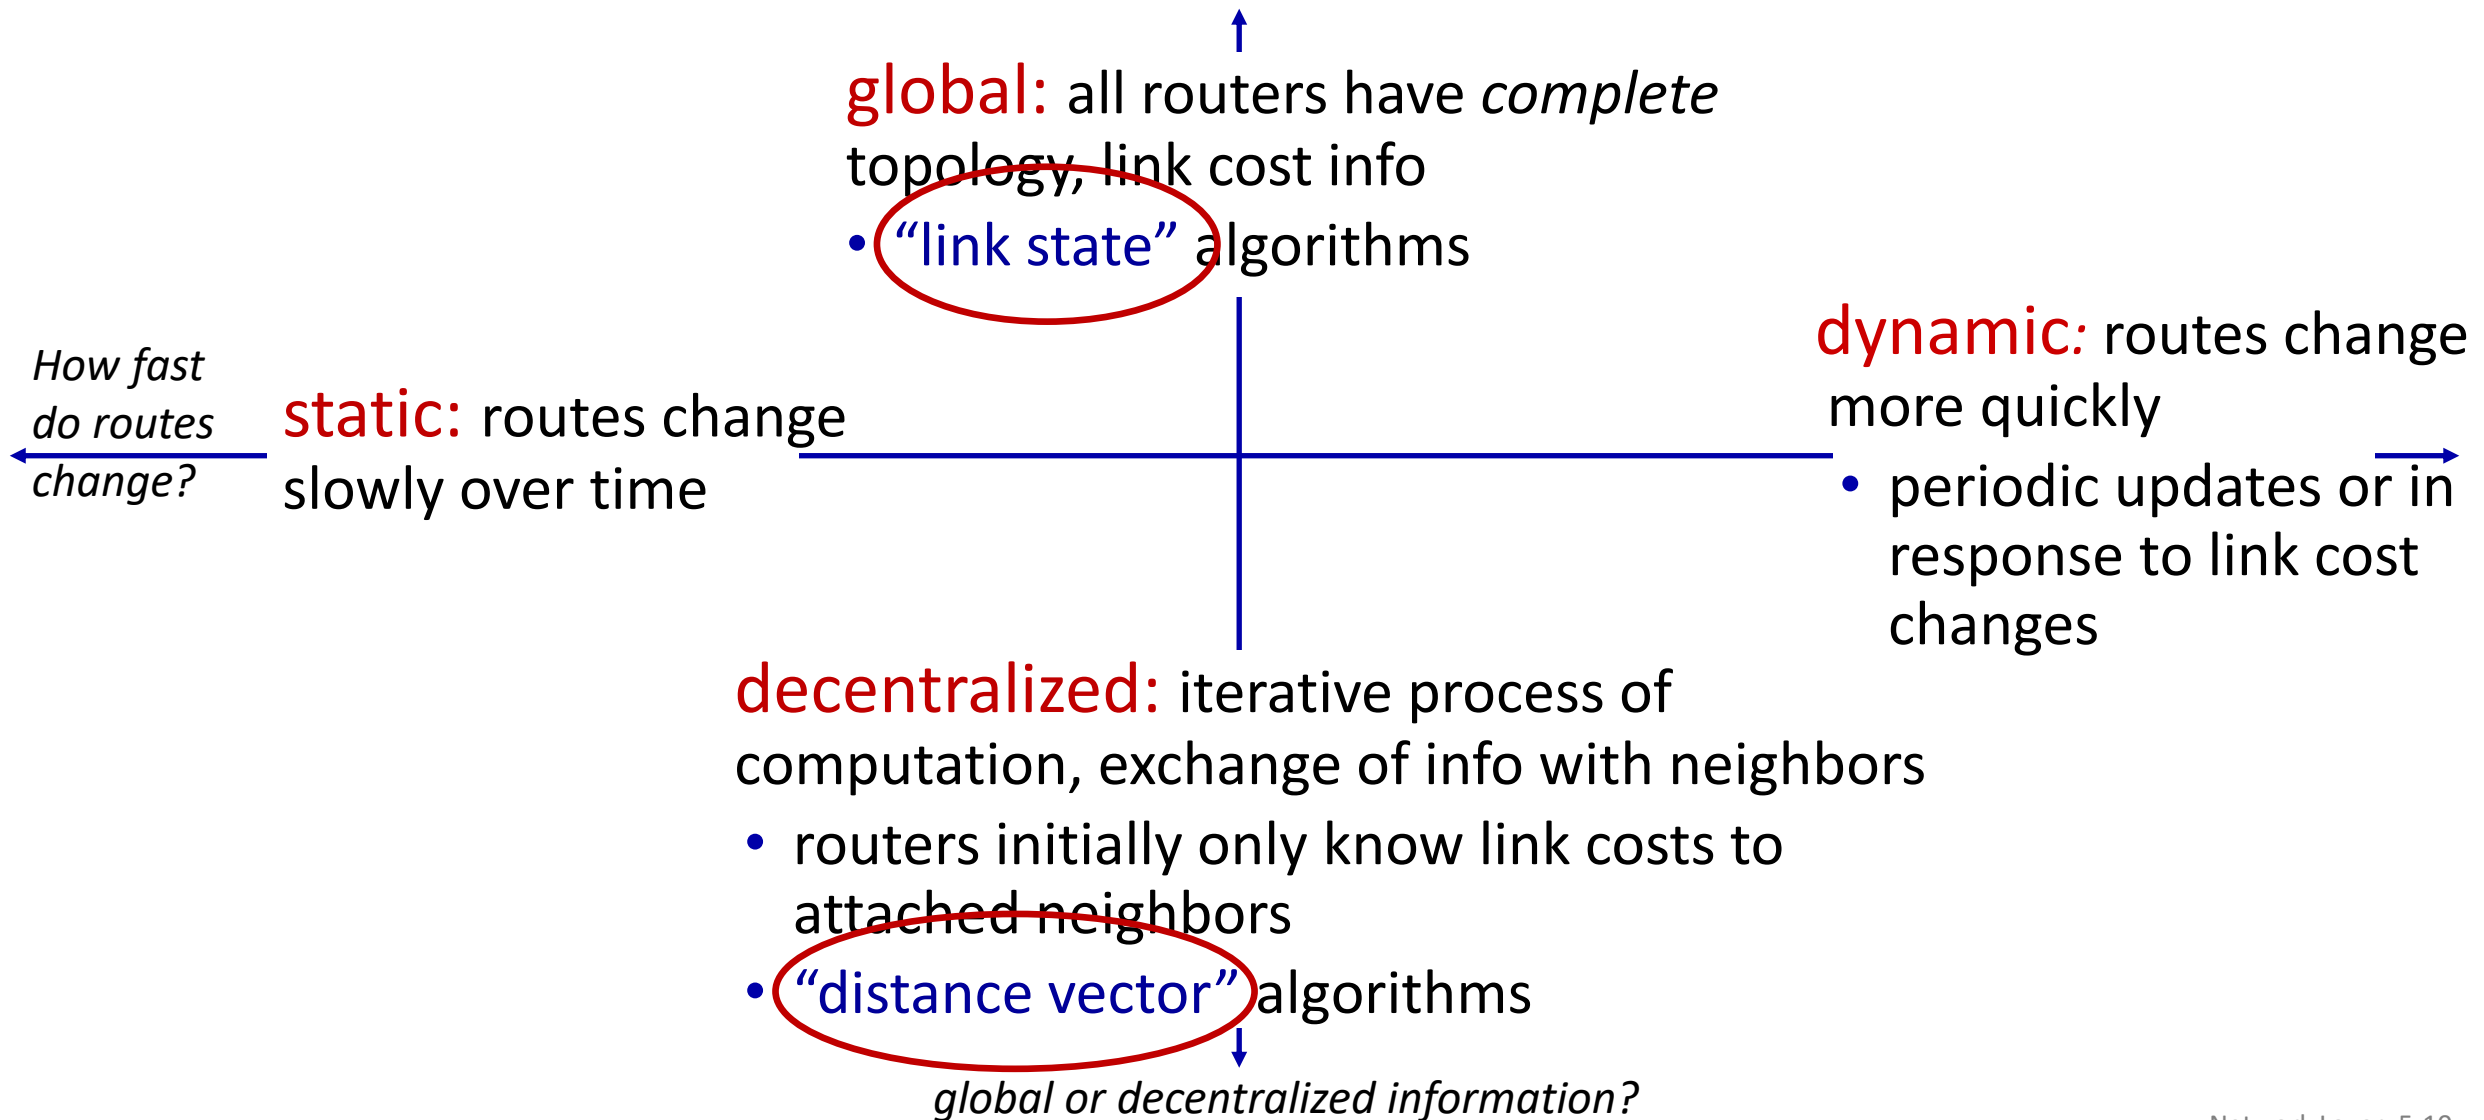 global: all routers have complete
topology, link cost info
• “link state” algorithms
How fast
do routes
change?
static: routes change
slowly over time
dynamic: routes change
more quickly
• periodic updates or in
response to link cost
changes
decentralized: iterative process of
computation, exchange of info with neighbors
• routers initially only know link costs to
attached neighbors
• “distance vector” algorithms
global or decentralized information?